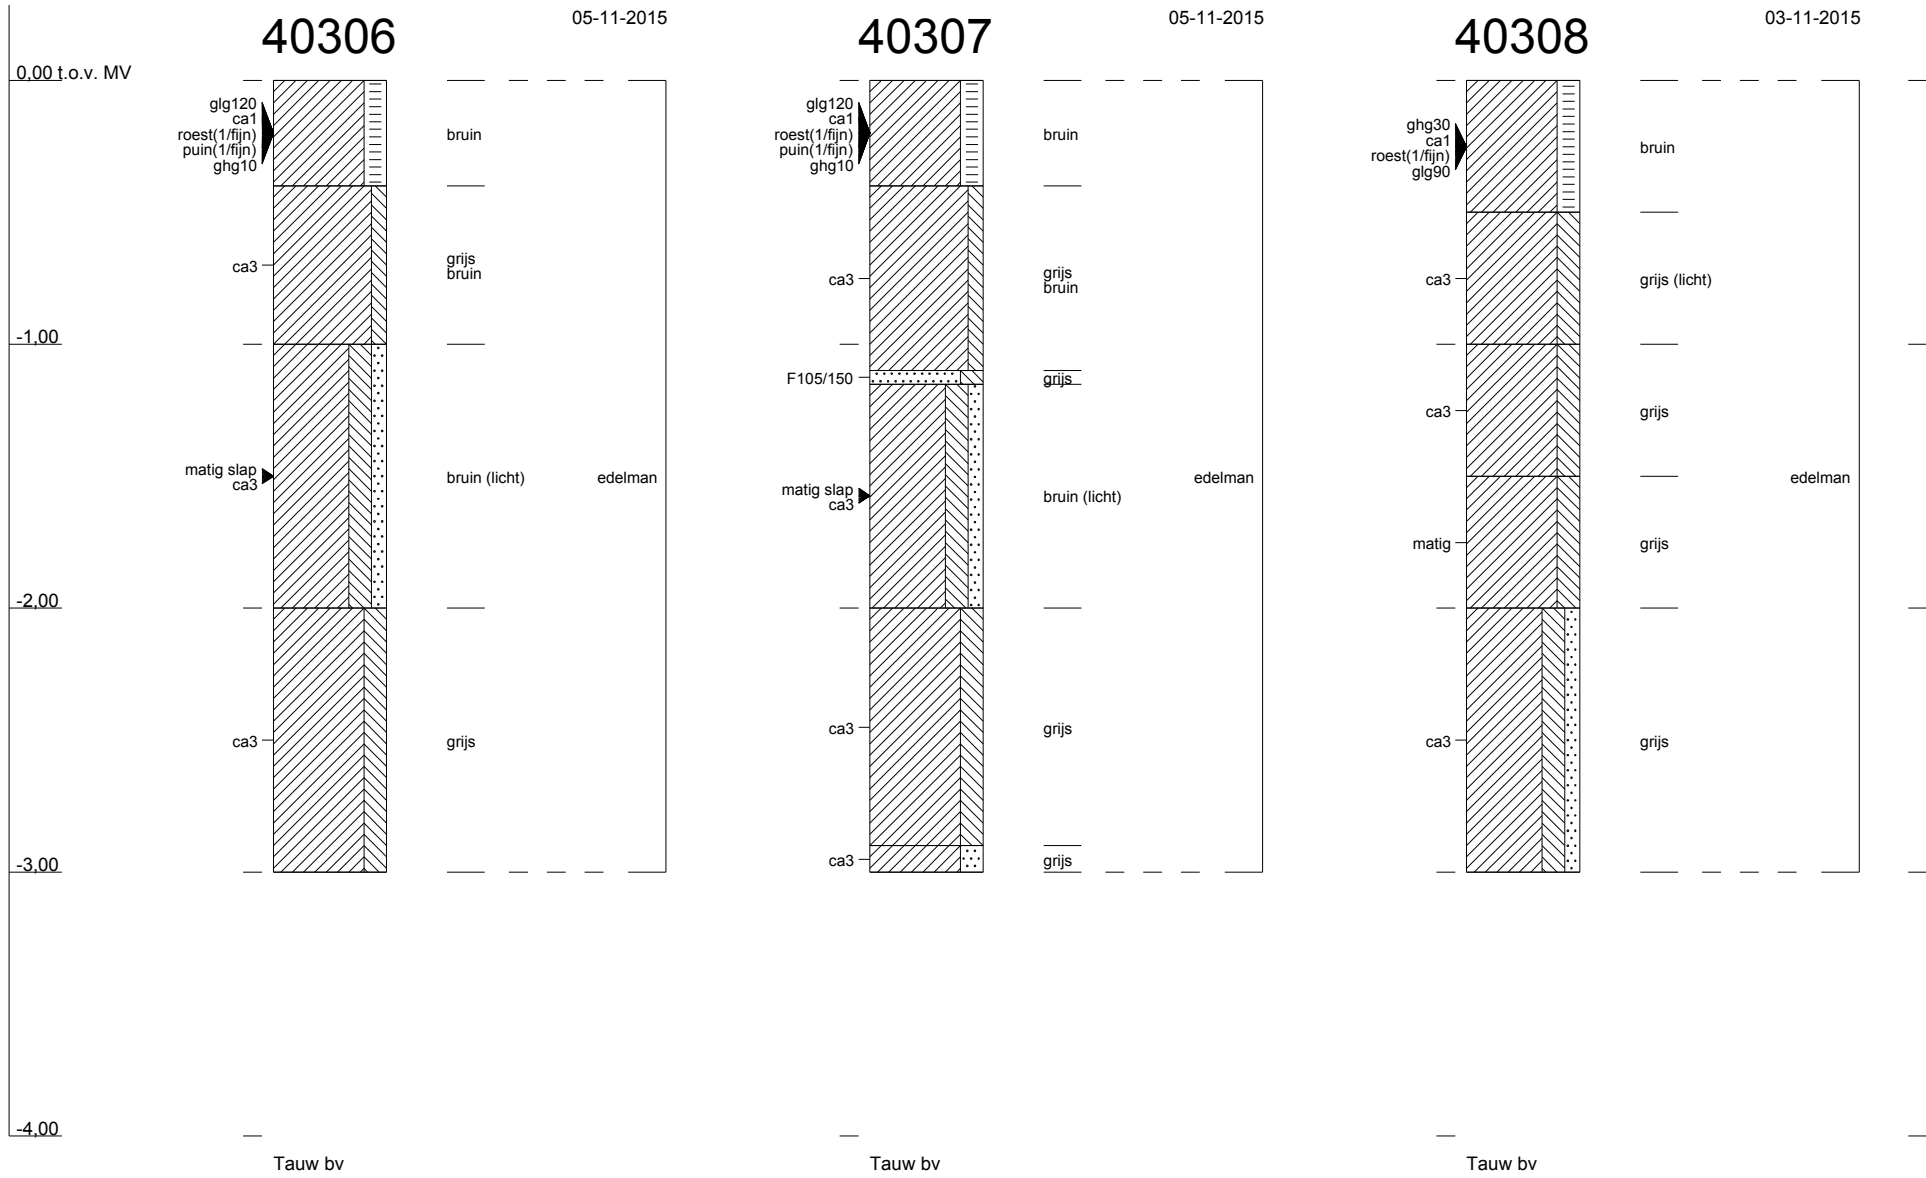 40306
05-11-2015
0,00 t.o.v. MV
glg120
ca1
roest(1/fijn)
puin(1/fijn)
ghg10
bruin
ca3
grijs
bruin
-1,00
matig slap
ca3
bruin (licht)
edelman
-2,00
ca3
grijs
-3,00
-4,00
Tauw bv
40307
05-11-2015
glg120
ca1
roest(1/fijn)
puin(1/fijn)
ghg10
bruin
ca3
grijs
bruin
F105/150
grijs
matig slap
ca3
bruin (licht)
edelman
ca3
grijs
ca3
grijs
Tauw bv
40308
03-11-2015
ghg30
ca1
roest(1/fijn)
glg90
bruin
ca3
grijs (licht)
ca3
grijs
edelman
matig
grijs
ca3
grijs
Tauw bv